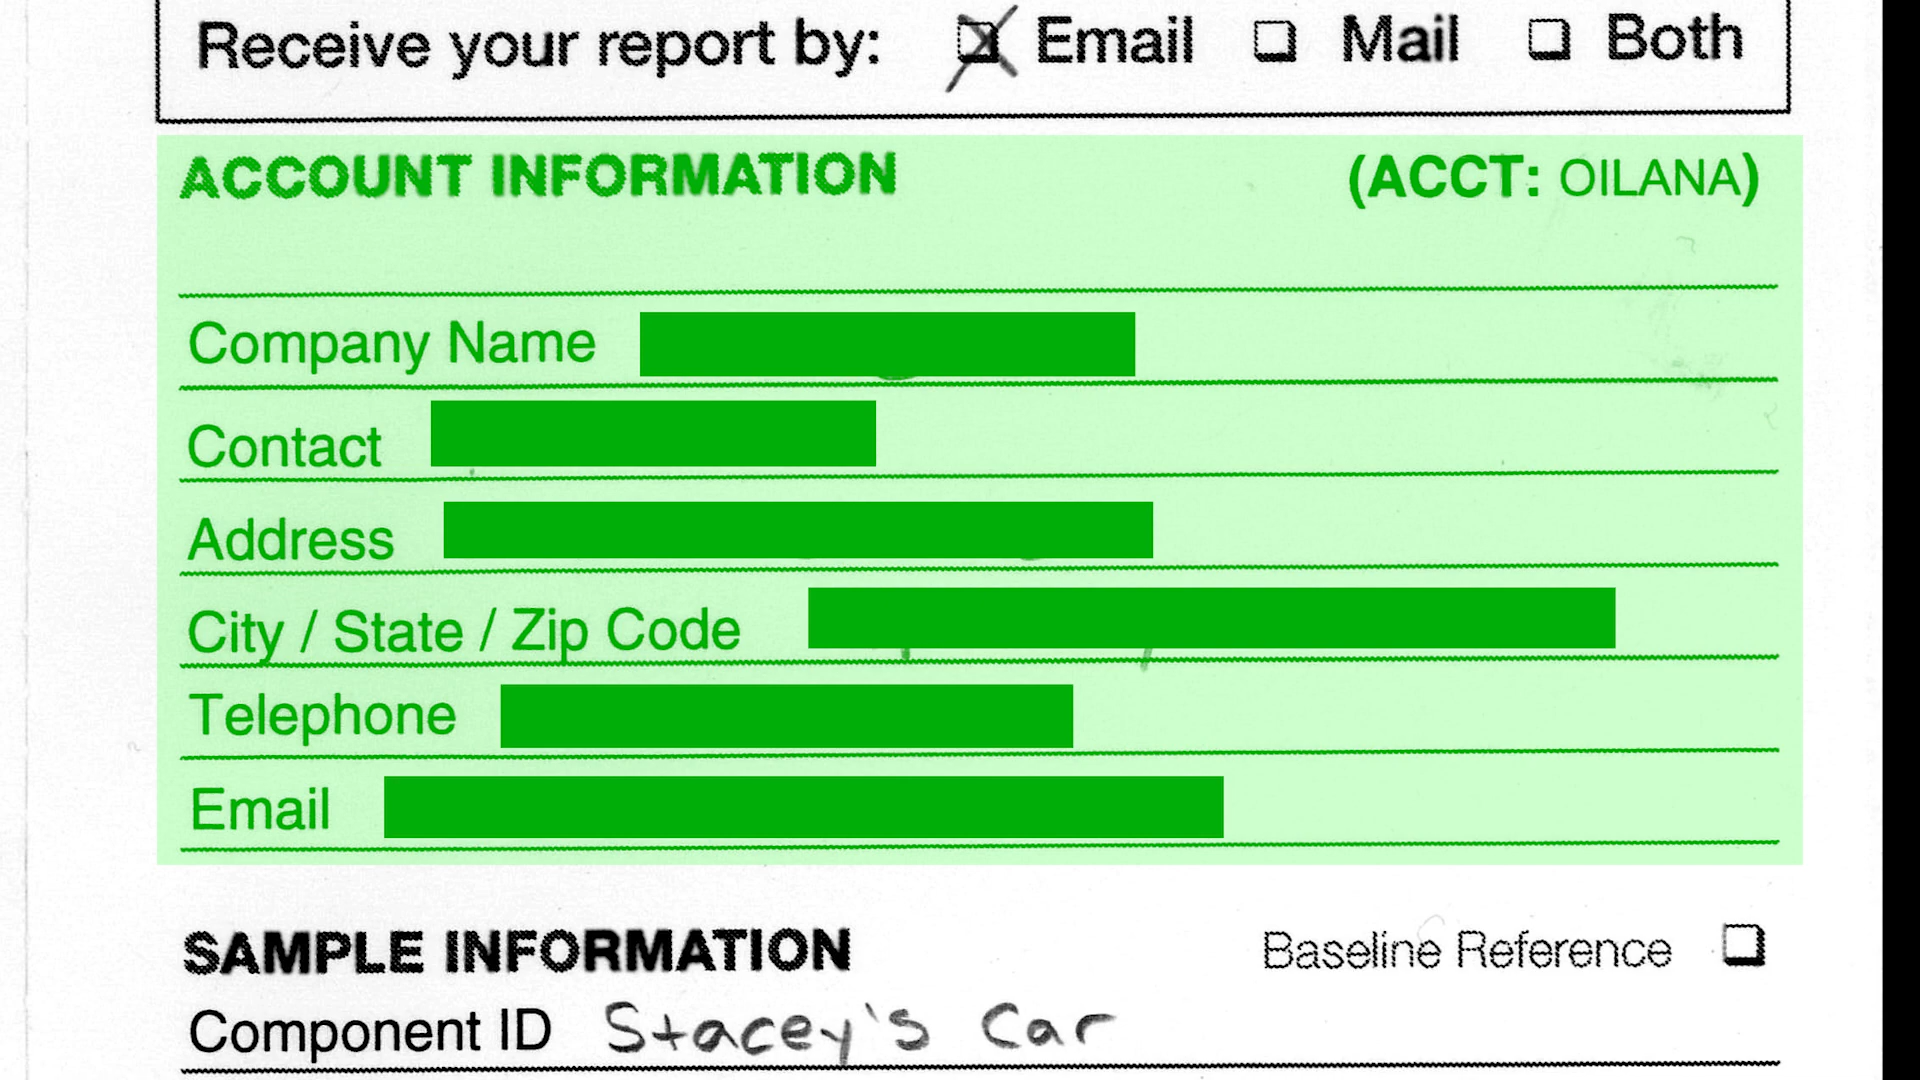 Receive your report by: Email Mail Both
ACCOUNT INFORMATION (ACCT: OILANA)
Company Name
Contact
Address
City / State / Zip Code
Telephone
Email
SAMPLE INFORMATION Baseline Reference
Component ID Stacey's Car